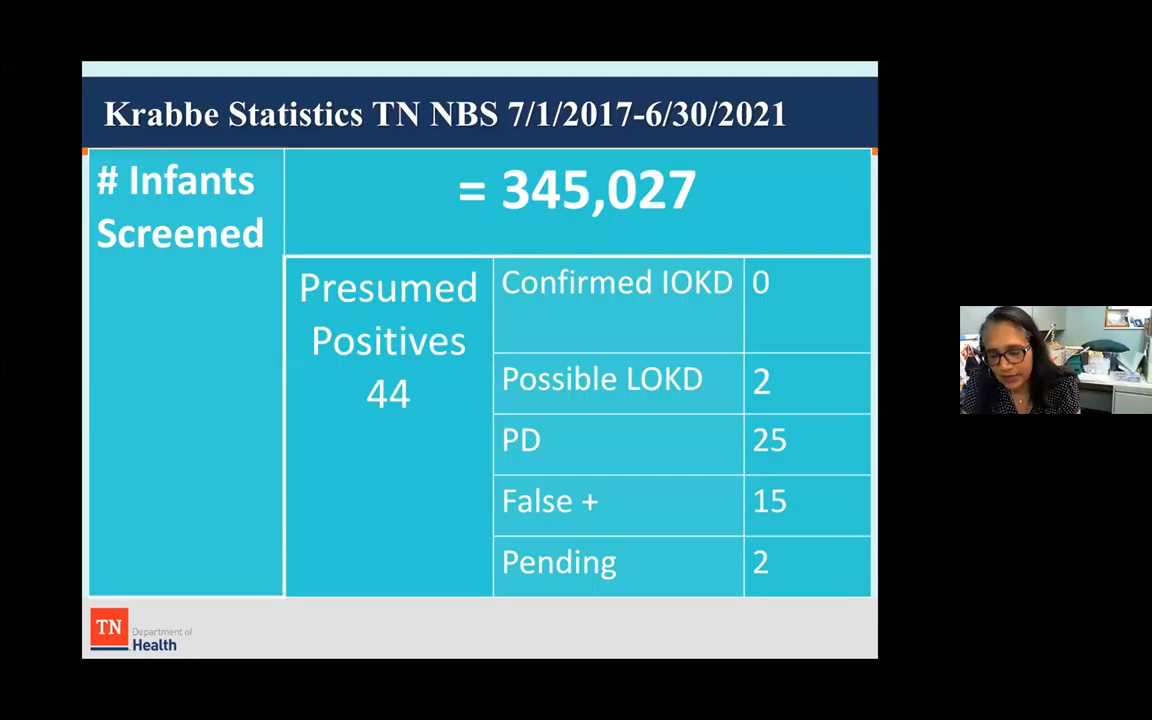 Krabbe Statistics TN NBS 7/1/2017-6/30/2021
# Infants
Screened
= 345,027
Presumed
Positives
44
Confirmed IOKD 0
Possible LOKD 2
PD 25
False + 15
Pending 2
TN
Department of
Health